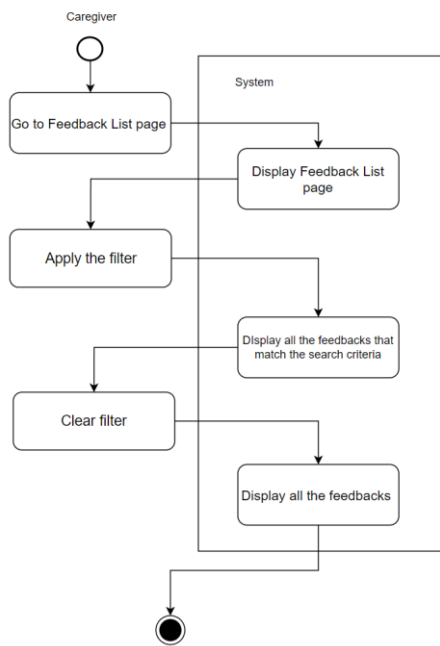 Caregiver
System
Go to Feedback List page
Display Feedback List
page
Apply the filter
DIsplay all the feedbacks that
match the search criteria
Clear filter
Display all the feedbacks